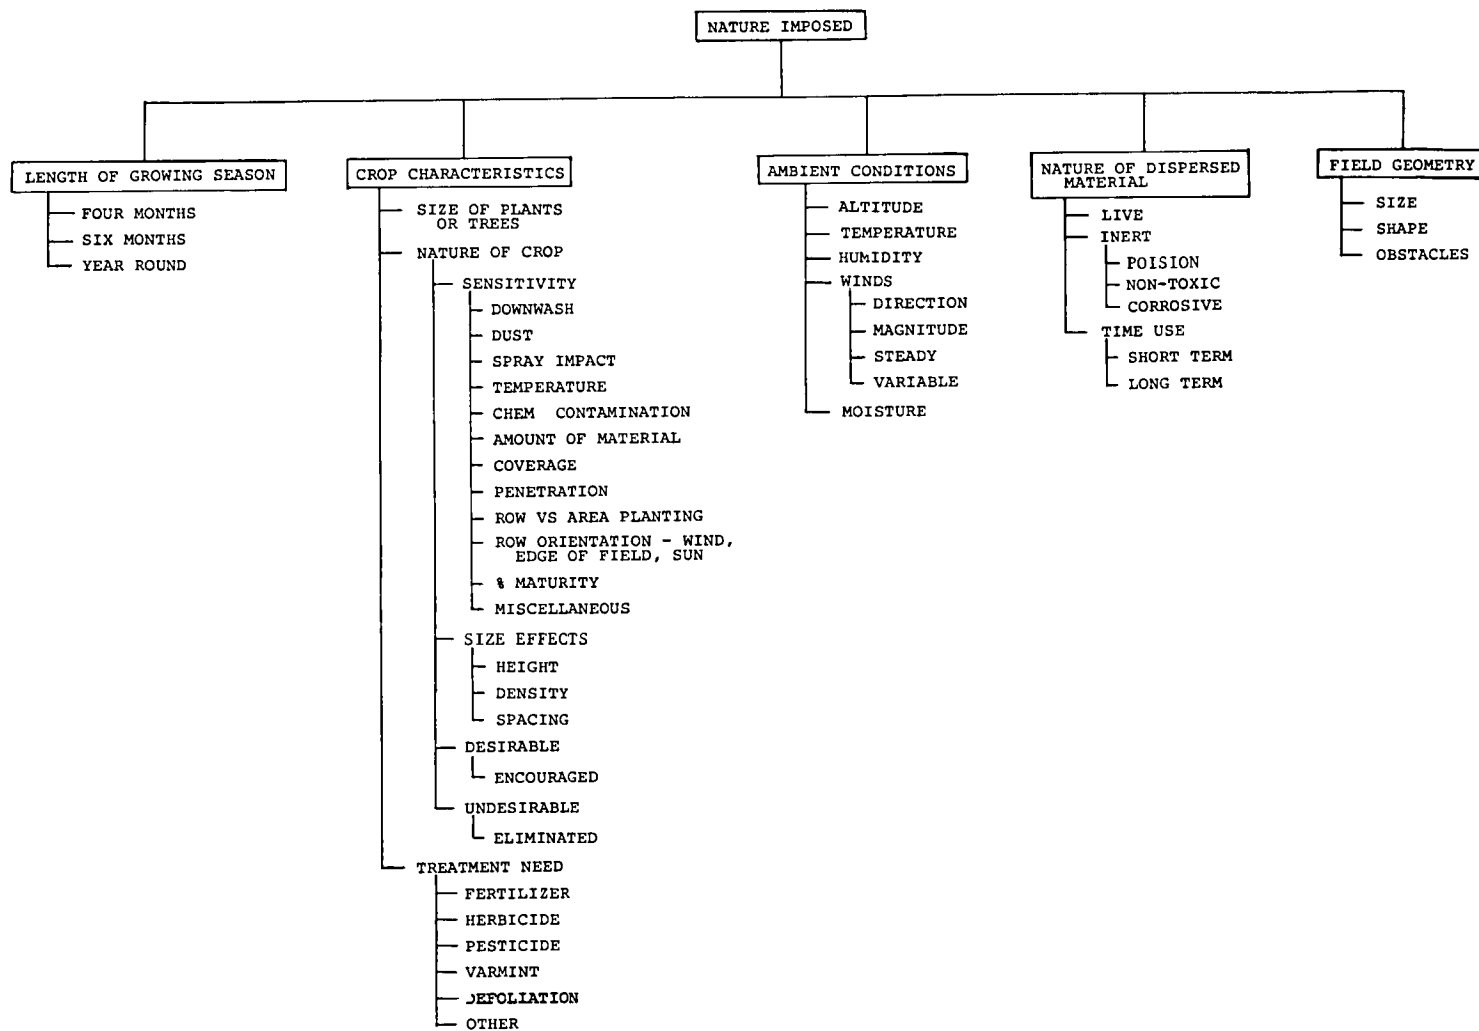 NATURE IMPOSED
LENGTH OF GROWING SEASON
FOUR MONTHS
SIX MONTHS
YEAR ROUND
CROP CHARACTERISTICS
SIZE OF PLANTS
OR TREES
NATURE OF CROP
SENSITIVITY
DOWNWASH
DUST
SPRAY IMPACT
TEMPERATURE
CHEM CONTAMINATION
AMOUNT OF MATERIAL
COVERAGE
PENETRATION
ROW VS AREA PLANTING
ROW ORIENTATION - WIND,
EDGE OF FIELD, SUN
% MATURITY
MISCELLANEOUS
SIZE EFFECTS
HEIGHT
DENSITY
SPACING
DESIRABLE
ENCOURAGED
UNDESIRABLE
ELIMINATED
TREATMENT NEED
FERTILIZER
HERBICIDE
PESTICIDE
VARMINT
DEFOLIATION
OTHER
AMBIENT CONDITIONS
ALTITUDE
TEMPERATURE
HUMIDITY
WINDS
DIRECTION
MAGNITUDE
STEADY
VARIABLE
MOISTURE
NATURE OF DISPERSED
MATERIAL
LIVE
INERT
POISION
NON-TOXIC
CORROSIVE
TIME USE
SHORT TERM
LONG TERM
FIELD GEOMETRY
SIZE
SHAPE
OBSTACLES